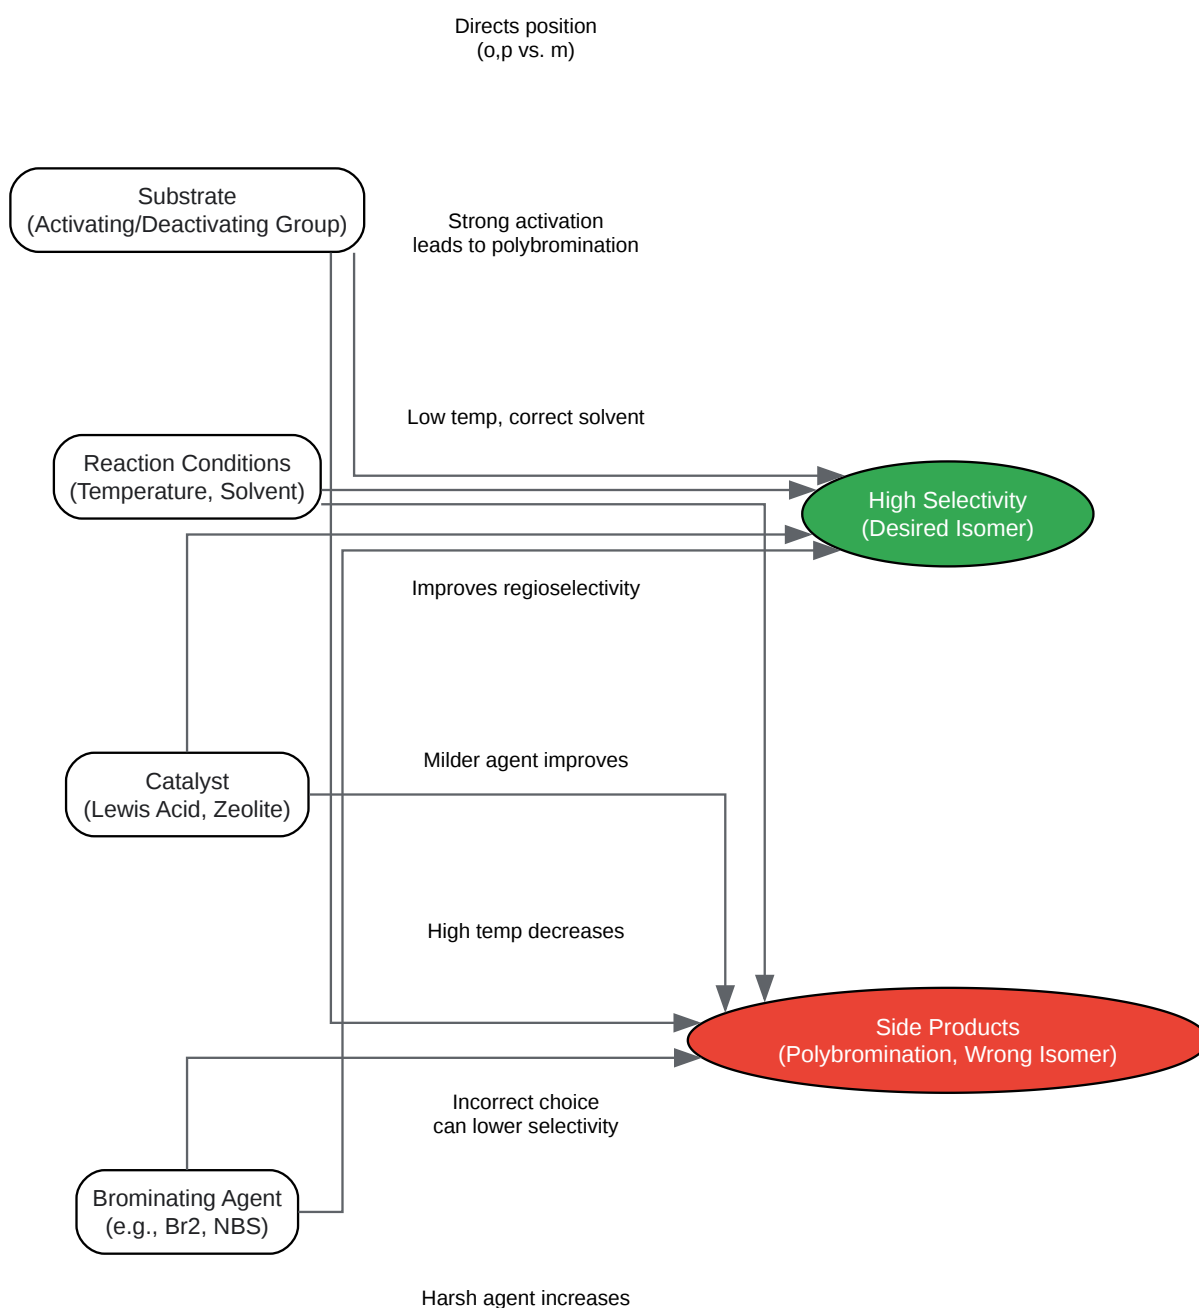 Directs position
(o,p vs. m)
Substrate
(Activating/Deactivating Group)
Strong activation
leads to polybromination
Low temp, correct solvent
Reaction Conditions
(Temperature, Solvent)
High Selectivity
(Desired Isomer)
Improves regioselectivity
Milder agent improves
Catalyst
(Lewis Acid, Zeolite)
High temp decreases
Side Products
(Polybromination, Wrong Isomer)
Incorrect choice
can lower selectivity
Brominating Agent
(e.g., Br2, NBS)
Harsh agent increases